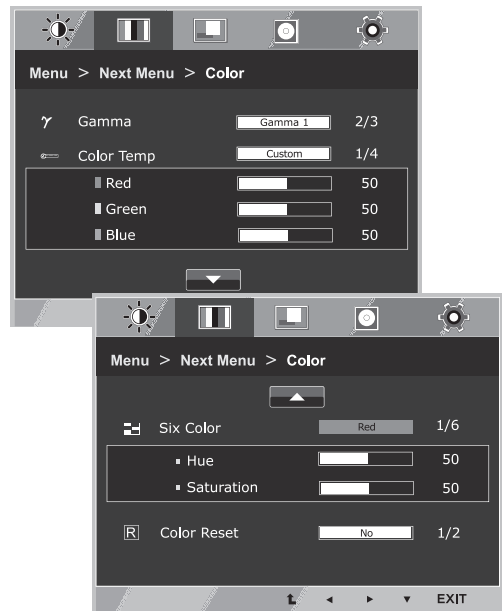 Menu > Next Menu > Color
γ Gamma Gamma 1 2/3
Color Temp Custom 1/4
Red 50
Green 50
Blue 50
Menu > Next Menu > Color
Six Color Red 1/6
Hue 50
Saturation 50
R Color Reset No 1/2
EXIT